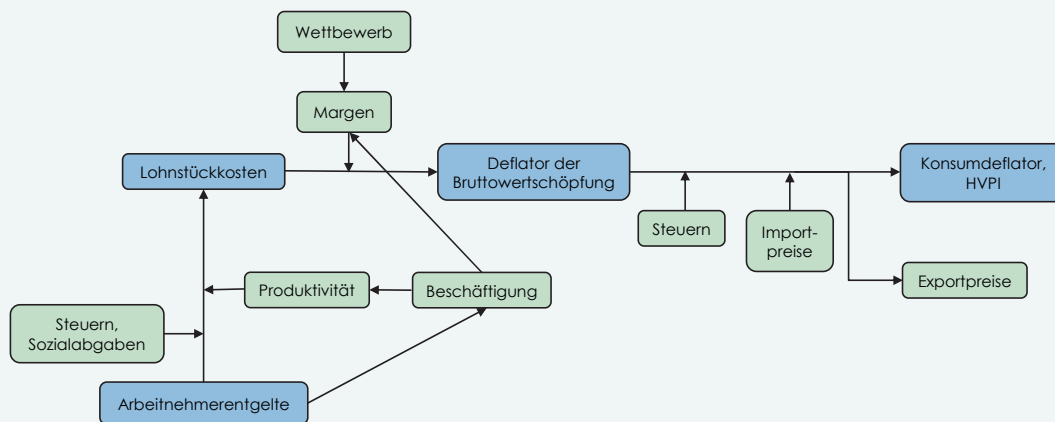 Wettbewerb
Margen
Lohnstückkosten
Deflator der
Bruttowertschöpfung
Konsumdeflator,
HVPI
Steuern
Import-
preise
Exportpreise
Produktivität
Beschäftigung
Steuern,
Sozialabgaben
Arbeitnehmerentgelte